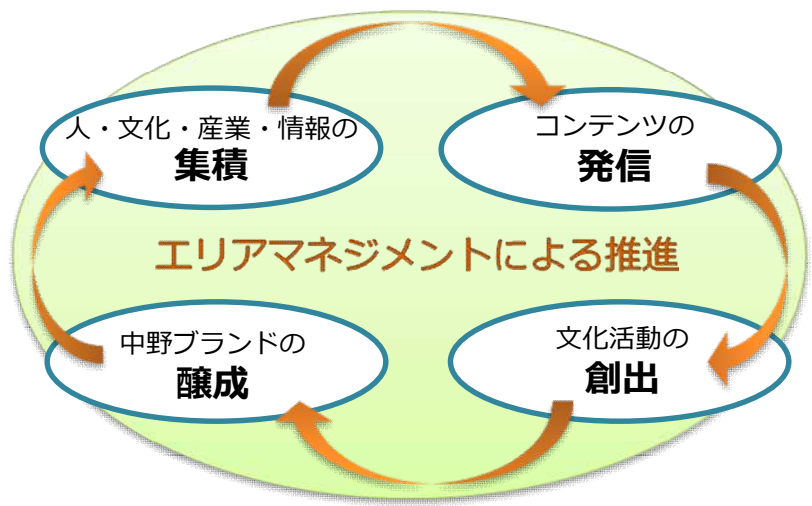 人・文化・産業・情報の
集積
コンテンツの
発信
エリアマネジメントによる推進
中野ブランドの
醸成
文化活動の
創出